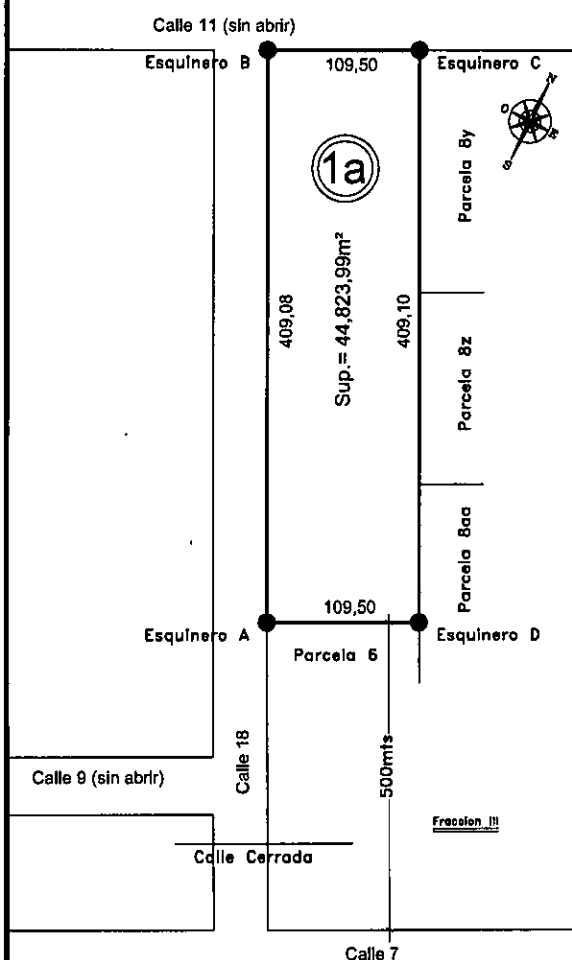 Calle 11 (sin abrir)
Esquinero B
109,50
Esquinero C
N
O
E
S
1a
Parcela 8y
Sup.= 44,823,99m²
409,08
409,10
Parcela 8z
Parcela 8aa
109,50
Esquinero A
Esquinero D
Parcela 6
Calle 18
500mts
Calle 9 (sin abrir)
Fraccion III
Calle Cerrada
Calle 7